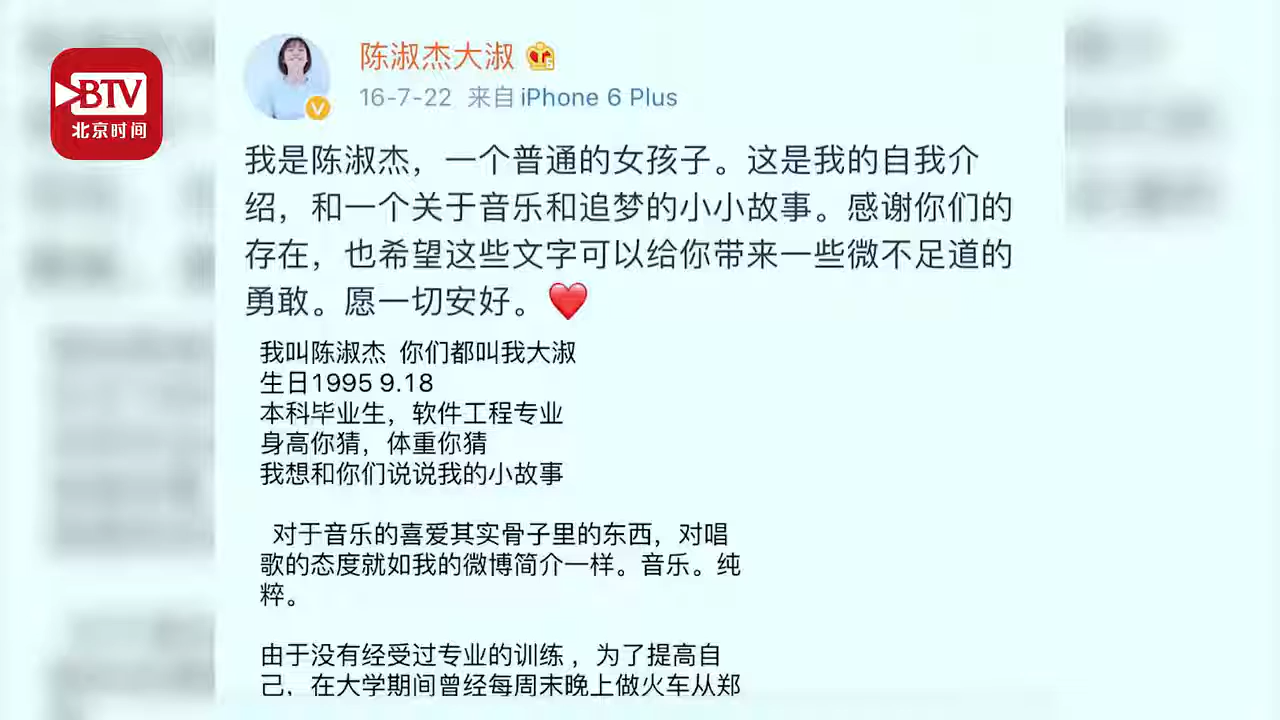 BTV
北京时间
陈淑杰大淑
16-7-22 来自 iPhone 6 Plus
我是陈淑杰，一个普通的女孩子。这是我的自我介
绍，和一个关于音乐和追梦的小小故事。感谢你们的
存在，也希望这些文字可以给你带来一些微不足道的
勇敢。愿一切安好。❤️
我叫陈淑杰 你们都叫我大淑
生日1995 9.18
本科毕业生，软件工程专业
身高你猜，体重你猜
我想和你们说说我的小故事
对于音乐的喜爱其实骨子里的东西，对唱
歌的态度就如我的微博简介一样。音乐。纯
粹。
由于没有经受过专业的训练 ，为了提高自
己，在大学期间曾经每周末晚上做火车从郑